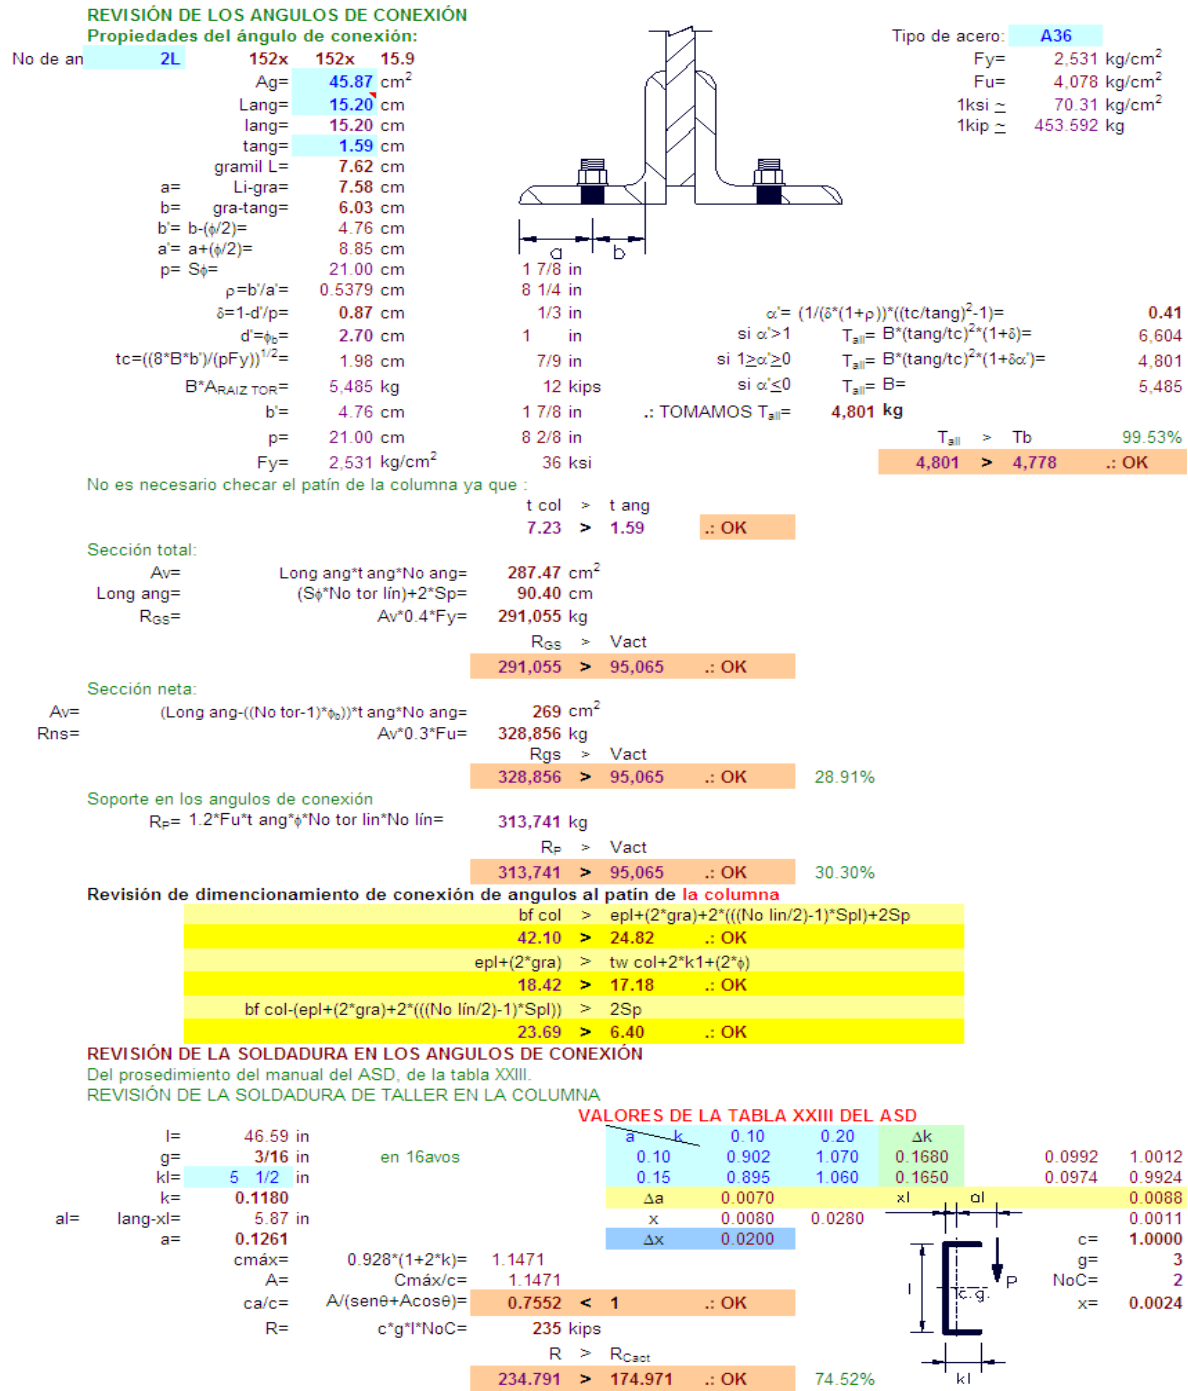 REVISIÓN DE LOS ANGULOS DE CONEXIÓN
Propiedades del ángulo de conexión:
Tipo de acero: A36
No de an 2L 152x 152x 15.9
Fy= 2,531 kg/cm²
Ag= 45.87 cm²
Fu= 4,078 kg/cm²
Lang= 15.20 cm
1ksi ~ 70.31 kg/cm²
lang= 15.20 cm
1kip ~ 453.592 kg
tang= 1.59 cm
gramil L= 7.62 cm
a= Li-gra= 7.58 cm
b= gra-tang= 6.03 cm
b'= b-(ϕ/2)= 4.76 cm
a'= a+(ϕ/2)= 8.85 cm
a b
p= Sϕ= 21.00 cm 1 7/8 in
ρ=b'/a'= 0.5379 cm 8 1/4 in
δ=1-d'/p= 0.87 cm 1/3 in α'= (1/(δ*(1+ρ))*((tc/tang)²-1)= 0.41
d'=ϕb= 2.70 cm 1 in si α'>1 Tall= B*(tang/tc)²*(1+δ)= 6,604
tc=((8*B*b')/(pFy))^1/2= 1.98 cm 7/9 in si 1≥α'≥0 Tall= B*(tang/tc)²*(1+δα')= 4,801
B*ARAIZ TOR= 5,485 kg 12 kips si α'≤0 Tall= B= 5,485
b'= 4.76 cm 1 7/8 in .: TOMAMOS Tall= 4,801 kg
p= 21.00 cm 8 2/8 in Tall > Tb 99.53%
Fy= 2,531 kg/cm² 36 ksi 4,801 > 4,778 .: OK
No es necesario checar el patín de la columna ya que :
t col > t ang
7.23 > 1.59 .: OK
Sección total:
Av= Long ang*t ang*No ang= 287.47 cm²
Long ang= (Sϕ*No tor lín)+2*Sp= 90.40 cm
RGS= Av*0.4*Fy= 291,055 kg
RGS > Vact
291,055 > 95,065 .: OK
Sección neta:
Av= (Long ang-((No tor-1)*ϕb))*t ang*No ang= 269 cm²
Rns= Av*0.3*Fu= 328,856 kg
Rgs > Vact
328,856 > 95,065 .: OK 28.91%
Soporte en los angulos de conexión
RP= 1.2*Fu*t ang*ϕ*No tor lin*No lín= 313,741 kg
RP > Vact
313,741 > 95,065 .: OK 30.30%
Revisión de dimencionamiento de conexión de angulos al patín de la columna
bf col > epl+(2*gra)+2*(((No lin/2)-1)*Spl)+2Sp
42.10 > 24.82 .: OK
epl+(2*gra) > tw col+2*k1+(2*ϕ)
18.42 > 17.18 .: OK
bf col-(epl+(2*gra)+2*(((No lín/2)-1)*Spl)) > 2Sp
23.69 > 6.40 .: OK
REVISIÓN DE LA SOLDADURA EN LOS ANGULOS DE CONEXIÓN
Del prosedimiento del manual del ASD, de la tabla XXIII.
REVISIÓN DE LA SOLDADURA DE TALLER EN LA COLUMNA
VALORES DE LA TABLA XXIII DEL ASD
l= 46.59 in a k 0.10 0.20 Δk
g= 3/16 in en 16avos 0.10 0.902 1.070 0.1680 0.0992 1.0012
kl= 5 1/2 in 0.15 0.895 1.060 0.1650 0.0974 0.9924
k= 0.1180 Δa 0.0070 xl al 0.0088
al= lang-xl= 5.87 in x 0.0080 0.0280 0.0011
a= 0.1261 Δx 0.0200 c= 1.0000
cmáx= 0.928*(1+2*k)= 1.1471 g= 3
A= Cmáx/c= 1.1471 l c.g. P NoC= 2
ca/c= A/(senθ+Acosθ)= 0.7552 < 1 .: OK x= 0.0024
R= c*g*l*NoC= 235 kips
R > RCact
234.791 > 174.971 .: OK 74.52% kl